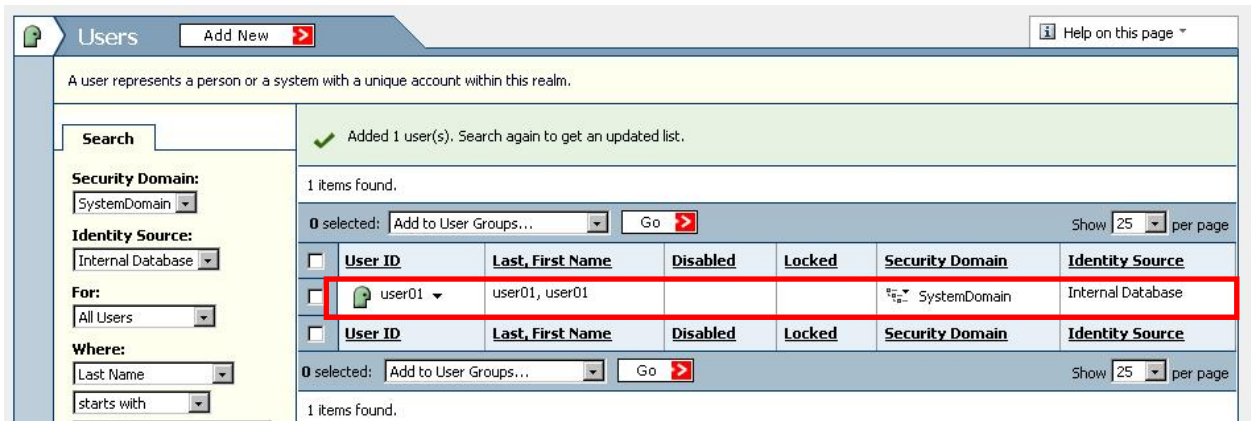 Users
Add New
Help on this page
A user represents a person or a system with a unique account within this realm.
Search
Security Domain:
SystemDomain
Identity Source:
Internal Database
For:
All Users
Where:
Last Name
starts with
Added 1 user(s). Search again to get an updated list.
1 items found.
0 selected: Add to User Groups... Go Show 25 per page
User ID Last, First Name Disabled Locked Security Domain Identity Source
user01 user01, user01 SystemDomain Internal Database
User ID Last, First Name Disabled Locked Security Domain Identity Source
0 selected: Add to User Groups... Go Show 25 per page
1 items found.